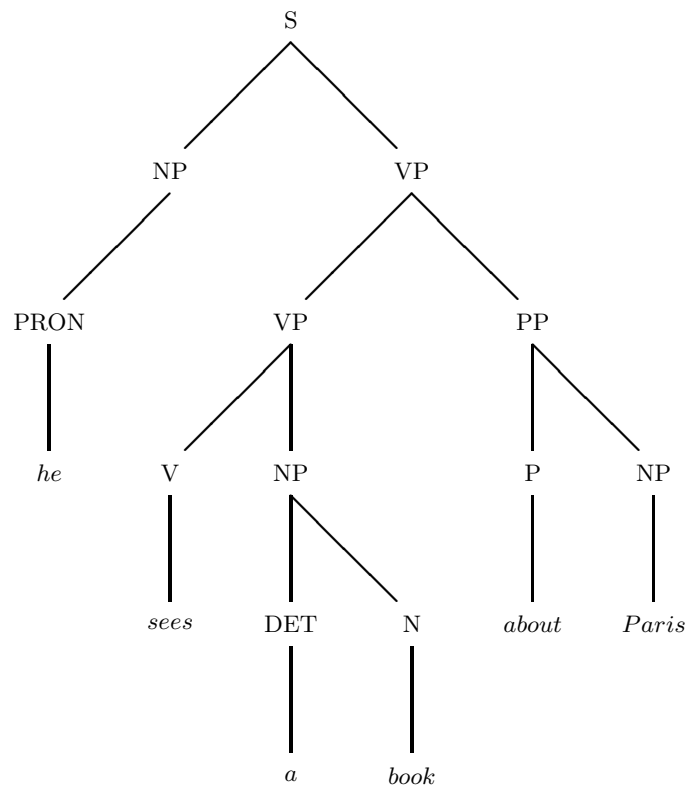 S
NP VP
PRON VP PP
he V NP P NP
sees DET N about Paris
a book